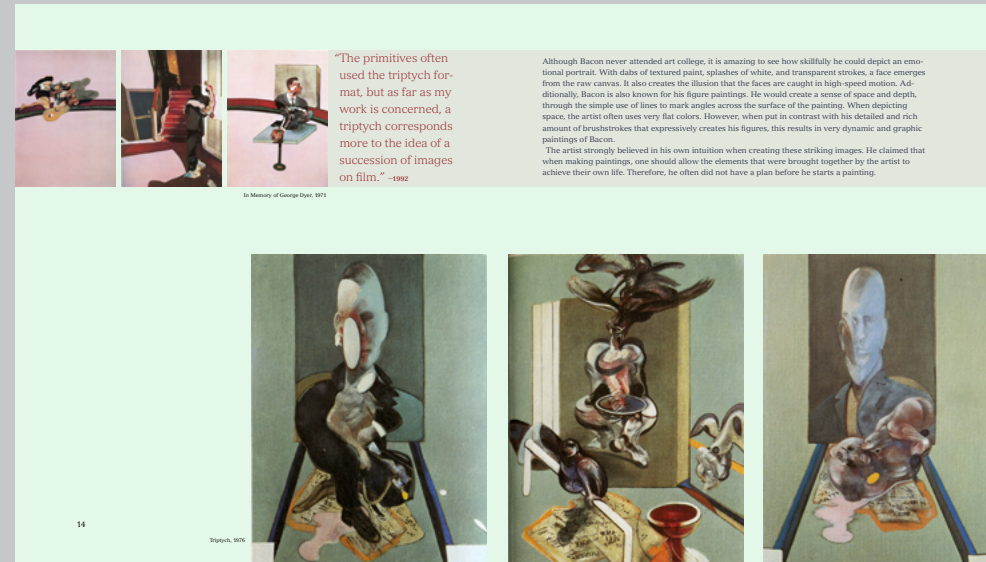 “The primitives often
used the triptych for-
mat, but as far as my
work is concerned, a
triptych corresponds
more to the idea of a
succession of images
on film.” –1992
Although Bacon never attended art college, it is amazing to see how skillfully he could depict an emo-
tional portrait. With dabs of textured paint, splashes of white, and transparent strokes, a face emerges
from the raw canvas. It also creates the illusion that the faces are caught in high-speed motion. Ad-
ditionally, Bacon is also known for his figure paintings. He would create a sense of space and depth,
through the simple use of lines to mark angles across the surface of the painting. When depicting
space, the artist often uses very flat colors. However, when put in contrast with his detailed and rich
amount of brushstrokes that expressively creates his figures, this results in very dynamic and graphic
paintings of Bacon.
The artist strongly believed in his own intuition when creating these striking images. He claimed that
when making paintings, one should allow the elements that were brought together by the artist to
achieve their own life. Therefore, he often did not have a plan before he starts a painting.
In Memory of George Dyer, 1971
14
Triptych, 1976